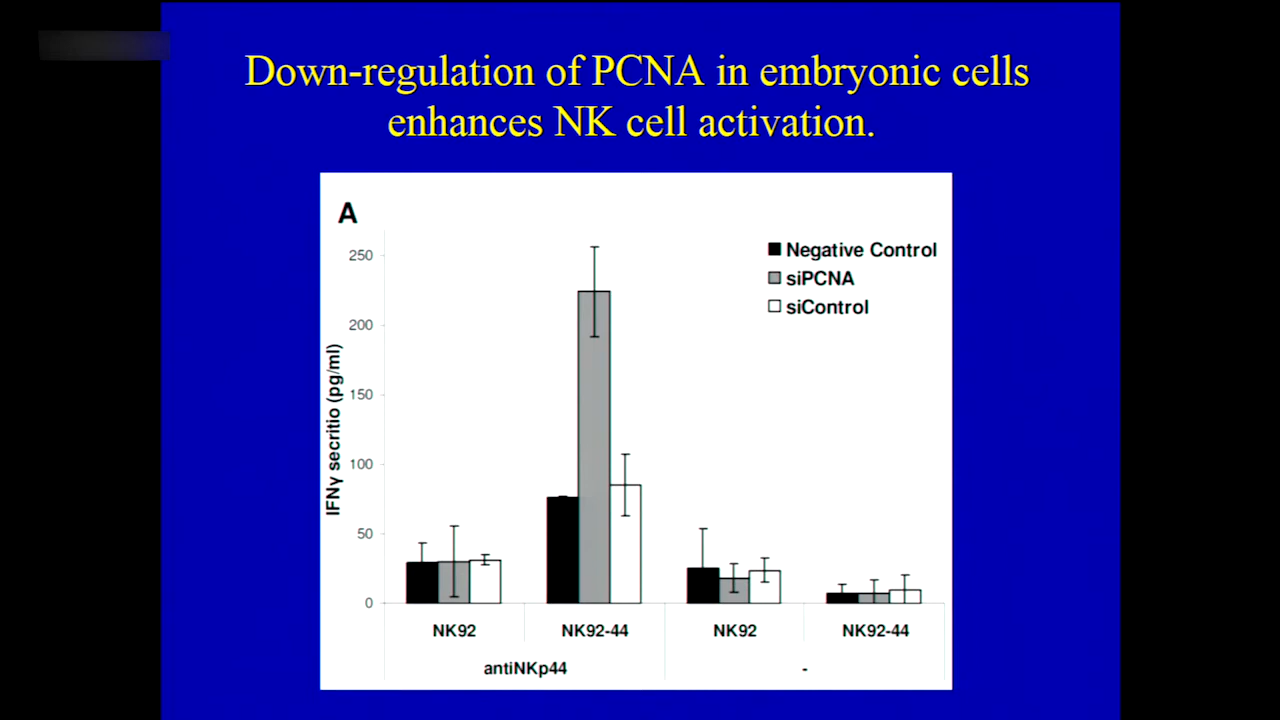 Down-regulation of PCNA in embryonic cells
enhances NK cell activation.
A
Negative Control
siPCNA
siControl
IFNγ secritio (pg/ml)
250
200
150
100
50
0
NK92
NK92-44
NK92
NK92-44
antiNKp44
-